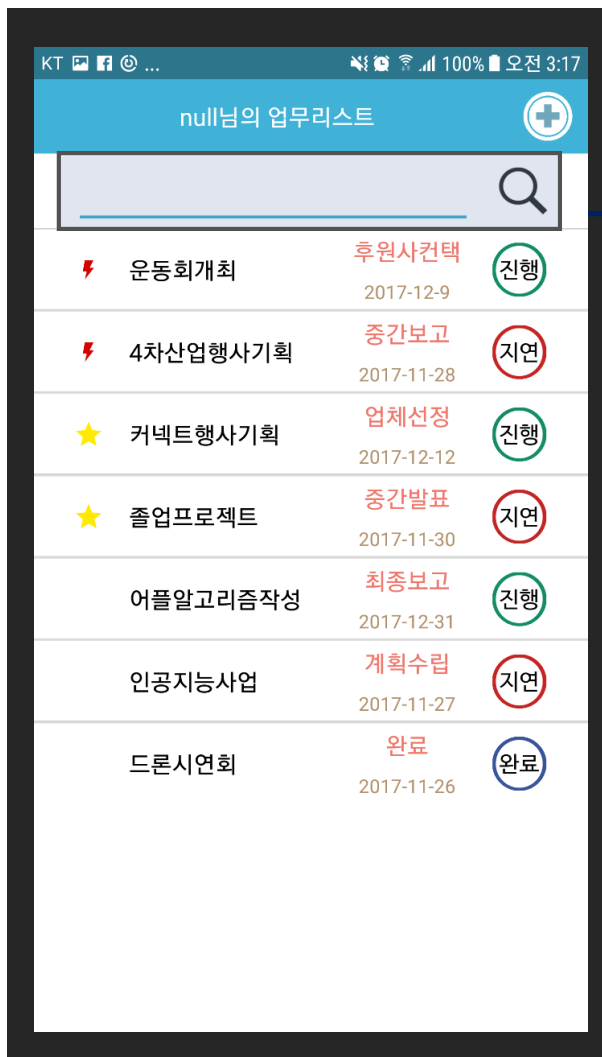 KT ... 100% 오전 3:17
null님의 업무리스트
운동회개최 후원사컨택 진행
2017-12-9
4차산업행사기획 중간보고 지연
2017-11-28
커넥트행사기획 업체선정 진행
2017-12-12
졸업프로젝트 중간발표 지연
2017-11-30
어플알고리즘작성 최종보고 진행
2017-12-31
인공지능사업 계획수립 지연
2017-11-27
드론시연회 완료 완료
2017-11-26